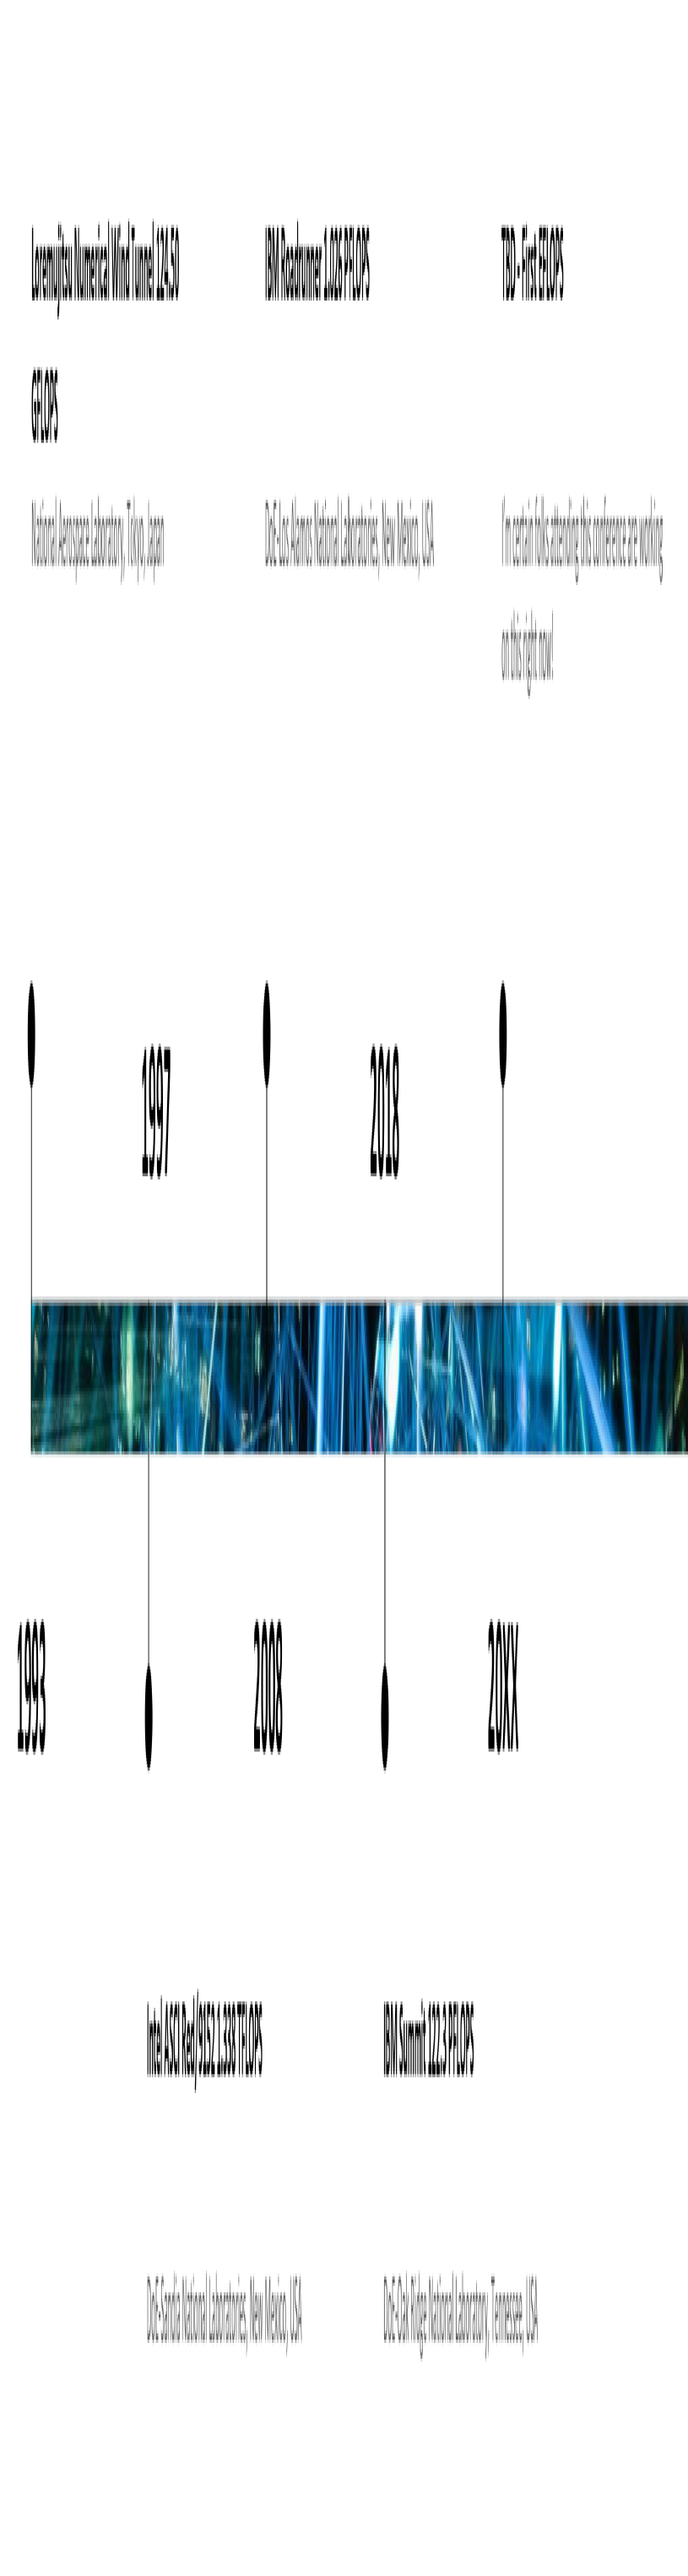 Loremujitsu Numerical Wind Tunnel 124.50
GFLOPS
National Aerospace Laboratory, Tokyo, Japan
IBM Roadrunner 1.026 PFLOPS
DoE-Los Alamos National Laboratories, New Mexico, USA
TBD - First EFLOPS
I'm certain folks attending this conference are working
on this right now!
1997
2018
1993
2008
20XX
Intel ASCI Red/9152 1.338 TFLOPS
DoE-Sandia National Laboratories, New Mexico, USA
IBM Summit 122.3 PFLOPS
DoE-Oak Ridge National Laboratory, Tennessee, USA